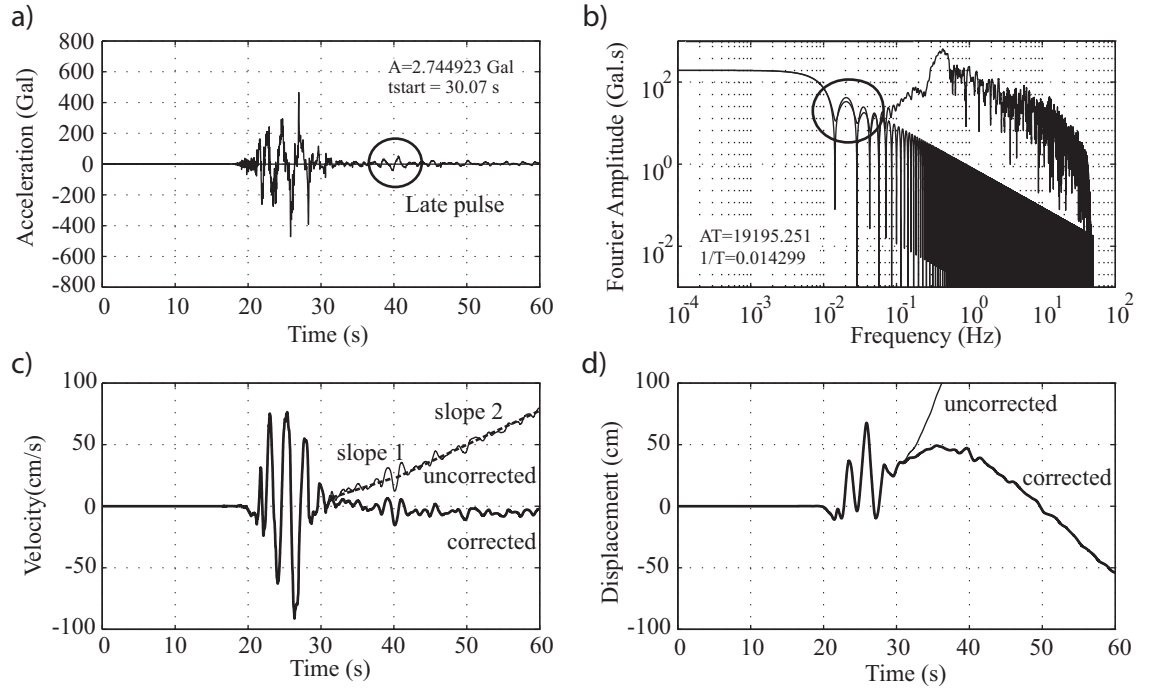 a)
800
600
400
200
0
-200
-400
-600
-800
Acceleration (Gal)
A=2.744923 Gal
tstart = 30.07 s
Late pulse
0 10 20 30 40 50 60
Time (s)
b)
10^2
10^0
10^-2
Fourier Amplitude (Gal.s)
AT=19195.251
1/T=0.014299
10^-4 10^-3 10^-2 10^-1 10^0 10^1 10^2
Frequency (Hz)
c)
100
50
0
-50
-100
Velocity(cm/s)
slope 2
slope 1
uncorrected
corrected
0 10 20 30 40 50 60
Time (s)
d)
100
50
0
-50
-100
Displacement (cm)
uncorrected
corrected
0 10 20 30 40 50 60
Time (s)